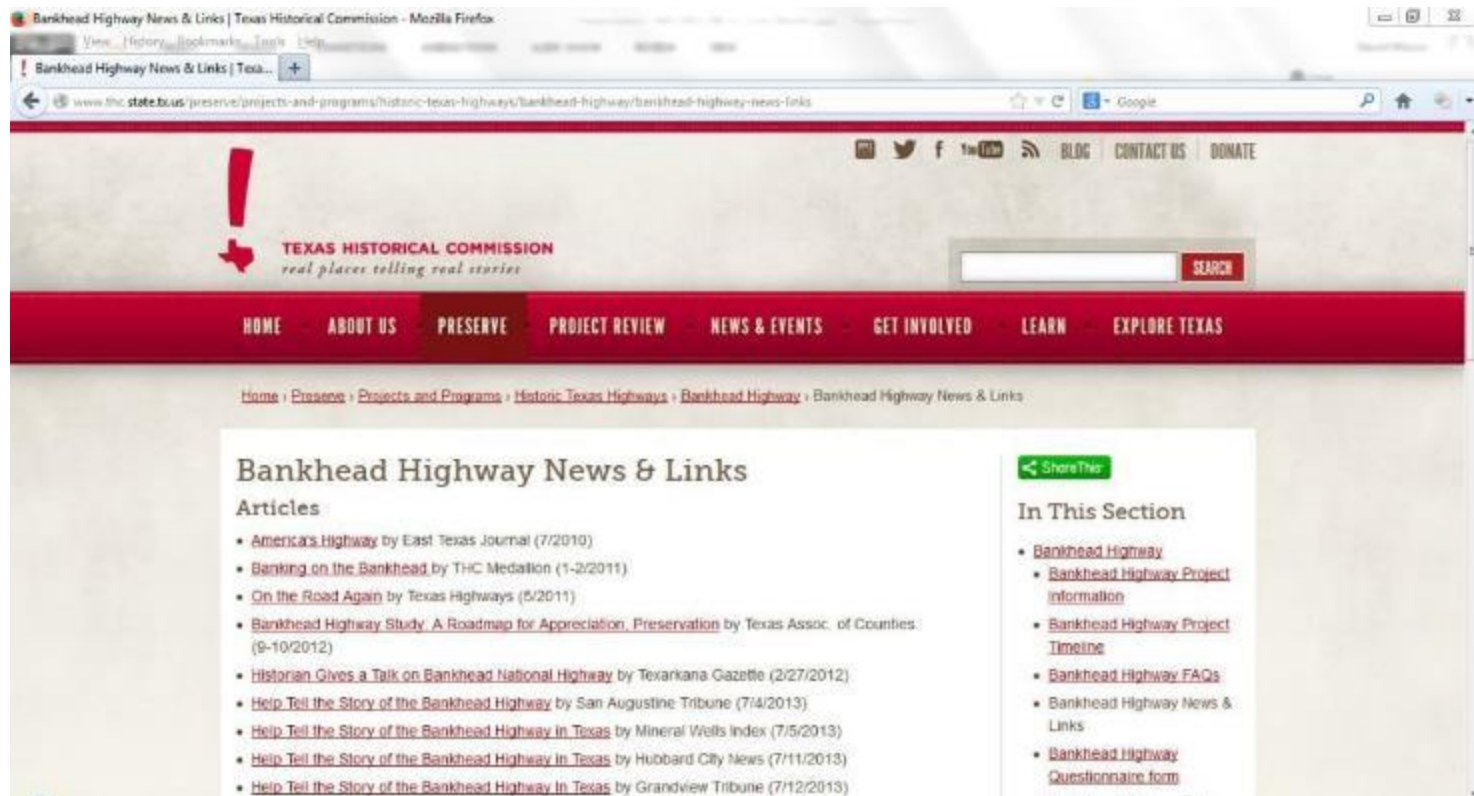 Bankhead Highway News & Links | Texas Historical Commission - Mozilla Firefox
View History Bookmarks Tools Help
! Bankhead Highway News & Links | Texa... +
www.thc.state.tx.us/preserve/projects-and-programs/historic-texas-highways/bankhead-highway/bankhead-highway-news-links
Google
You Tube BLOG CONTACT US DONATE
TEXAS HISTORICAL COMMISSION
real places telling real stories
SEARCH
HOME ABOUT US PRESERVE PROJECT REVIEW NEWS & EVENTS GET INVOLVED LEARN EXPLORE TEXAS
Home › Preserve › Projects and Programs › Historic Texas Highways › Bankhead Highway › Bankhead Highway News & Links
Bankhead Highway News & Links
Articles
• America's Highway by East Texas Journal (7/2010)
• Banking on the Bankhead by THC Medallion (1-2/2011)
• On the Road Again by Texas Highways (5/2011)
• Bankhead Highway Study: A Roadmap for Appreciation, Preservation by Texas Assoc. of Counties
(9-10/2012)
• Historian Gives a Talk on Bankhead National Highway by Texarkana Gazette (2/27/2012)
• Help Tell the Story of the Bankhead Highway by San Augustine Tribune (7/4/2013)
• Help Tell the Story of the Bankhead Highway in Texas by Mineral Wells Index (7/5/2013)
• Help Tell the Story of the Bankhead Highway in Texas by Hubbard City News (7/11/2013)
• Help Tell the Story of the Bankhead Highway in Texas by Grandview Tribune (7/12/2013)
ShareThis
In This Section
• Bankhead Highway
• Bankhead Highway Project
Information
• Bankhead Highway Project
Timeline
• Bankhead Highway FAQs
• Bankhead Highway News &
Links
• Bankhead Highway
Questionnaire form